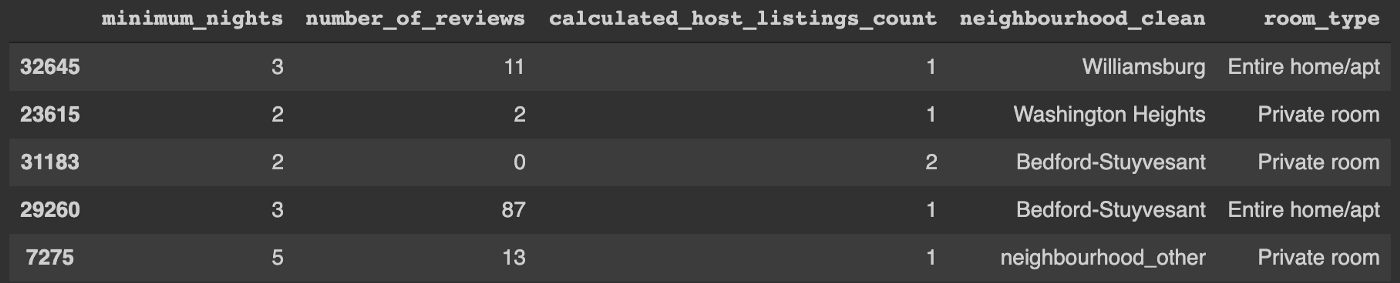 minimum_nights number_of_reviews calculated_host_listings_count neighbourhood_clean room_type
32645 3 11 1 Williamsburg Entire home/apt
23615 2 2 1 Washington Heights Private room
31183 2 0 2 Bedford-Stuyvesant Private room
29260 3 87 1 Bedford-Stuyvesant Entire home/apt
7275 5 13 1 neighbourhood_other Private room